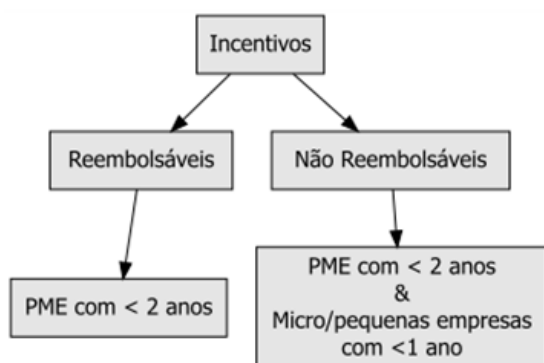 Incentivos
Reembolsáveis
Não Reembolsáveis
PME com < 2 anos
PME com < 2 anos
&
Micro/pequenas empresas
com <1 ano